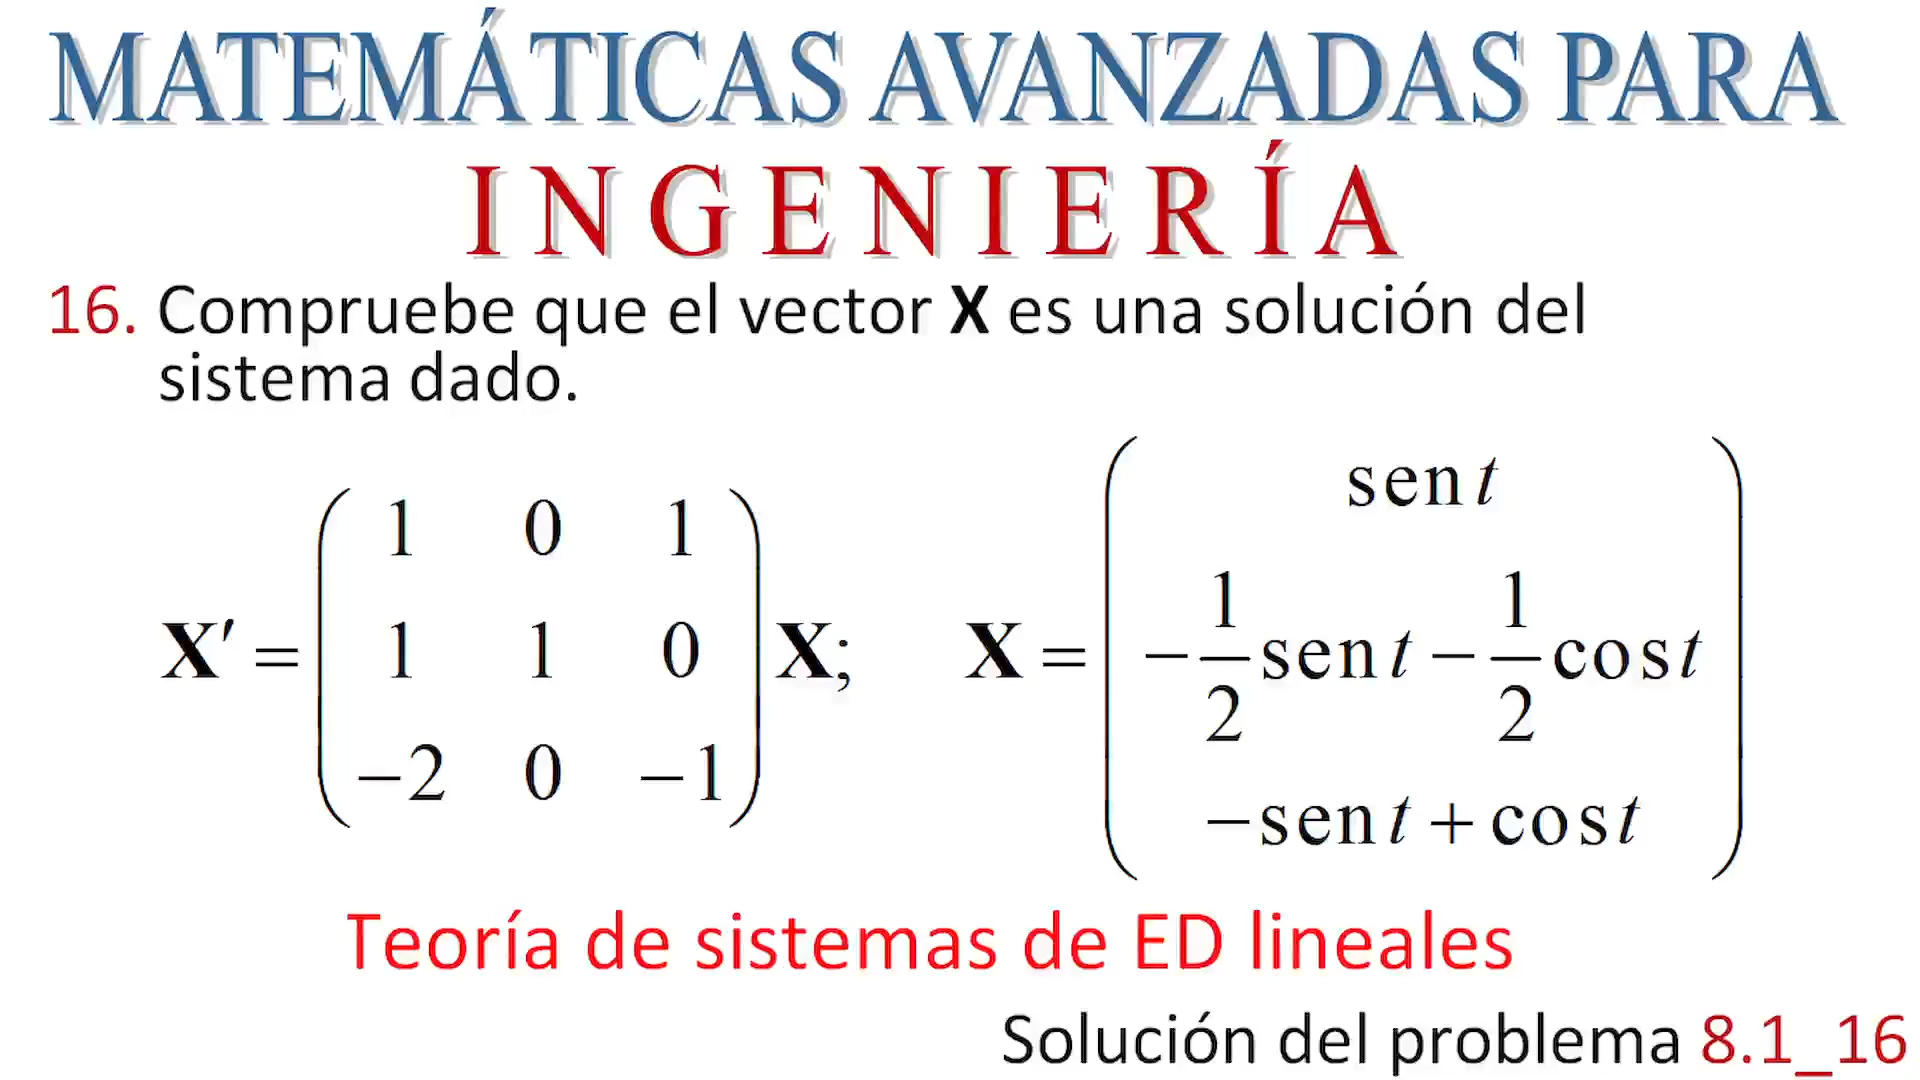 MATEMÁTICAS AVANZADAS PARA
INGENIERÍA
16. Compruebe que el vector X es una solución del
sistema dado.
X′ = ( 1 0 1 ; 1 1 0 ; −2 0 −1 ) X; X = ( sen t ; −1/2 sen t − 1/2 cos t ; −sen t + cos t )
Teoría de sistemas de ED lineales
Solución del problema 8.1_16